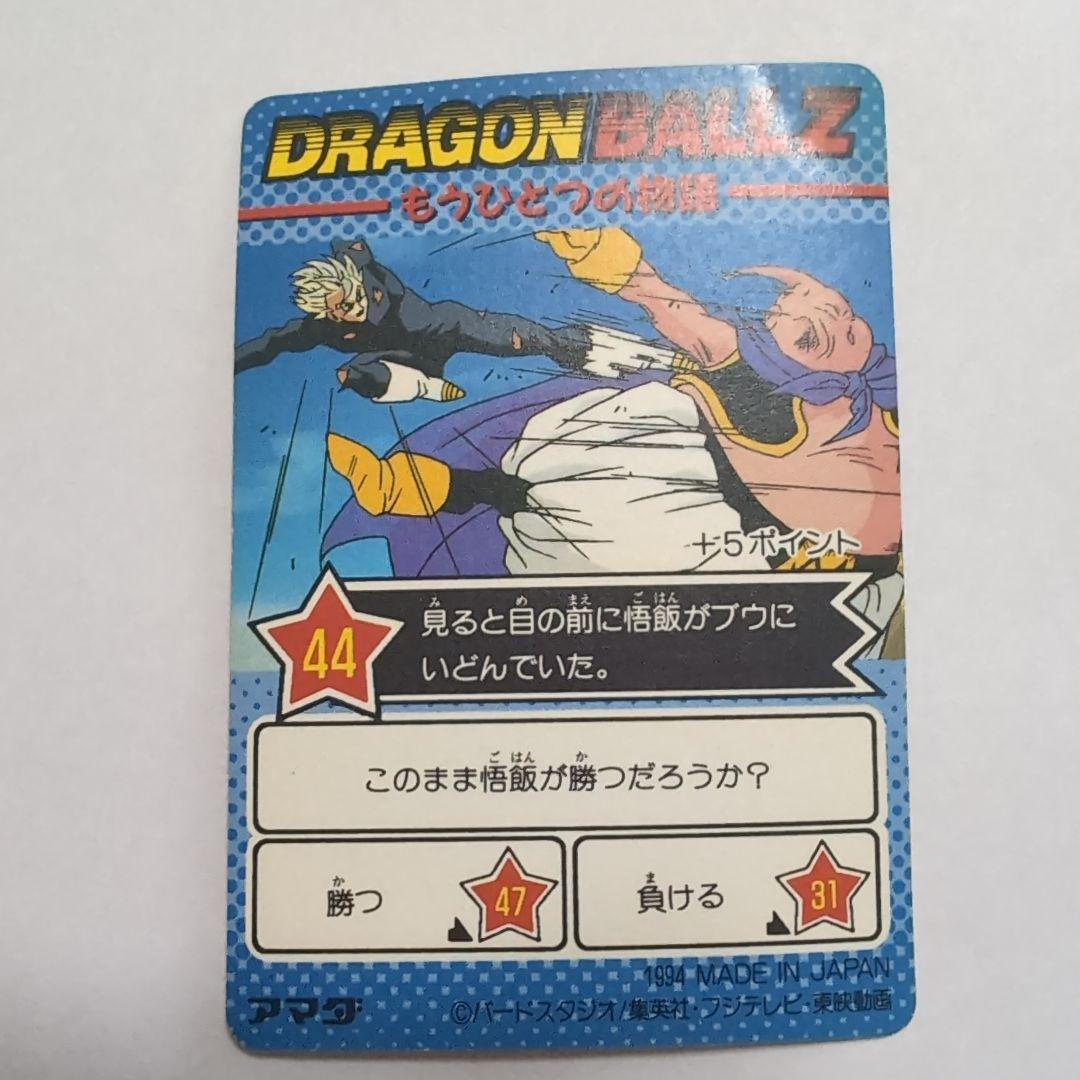 DRAGON BALL Z
もうひとつの物語
+5ポイント
44
見ると目の前に悟飯がブウに
いどんでいた。
このまま悟飯が勝つだろうか?
勝つ 47
負ける 31
1994 MADE IN JAPAN
アマダ
©バードスタジオ/集英社・フジテレビ・東映動画